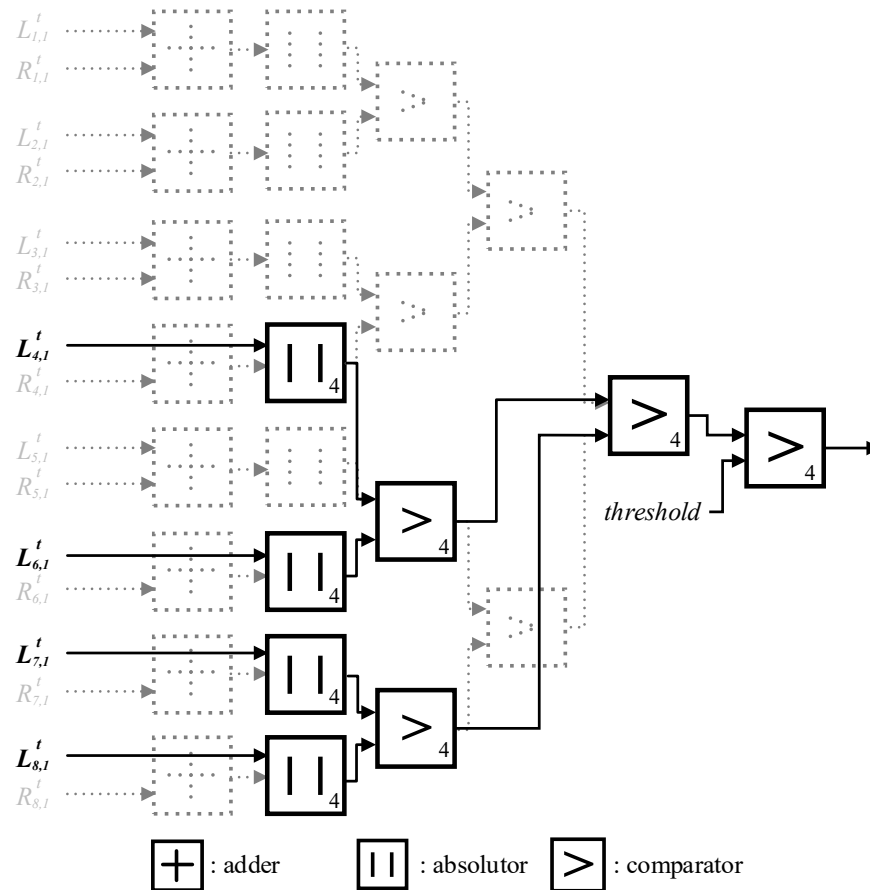 L^t_{1,1}
R^t_{1,1}
L^t_{2,1}
R^t_{2,1}
L^t_{3,1}
R^t_{3,1}
L^t_{4,1}
R^t_{4,1}
4
L^t_{5,1}
R^t_{5,1}
> 4
> 4
> 4
threshold
L^t_{6,1}
R^t_{6,1}
4
L^t_{7,1}
R^t_{7,1}
4
> 4
L^t_{8,1}
R^t_{8,1}
4
+ : adder | | : absolutor > : comparator